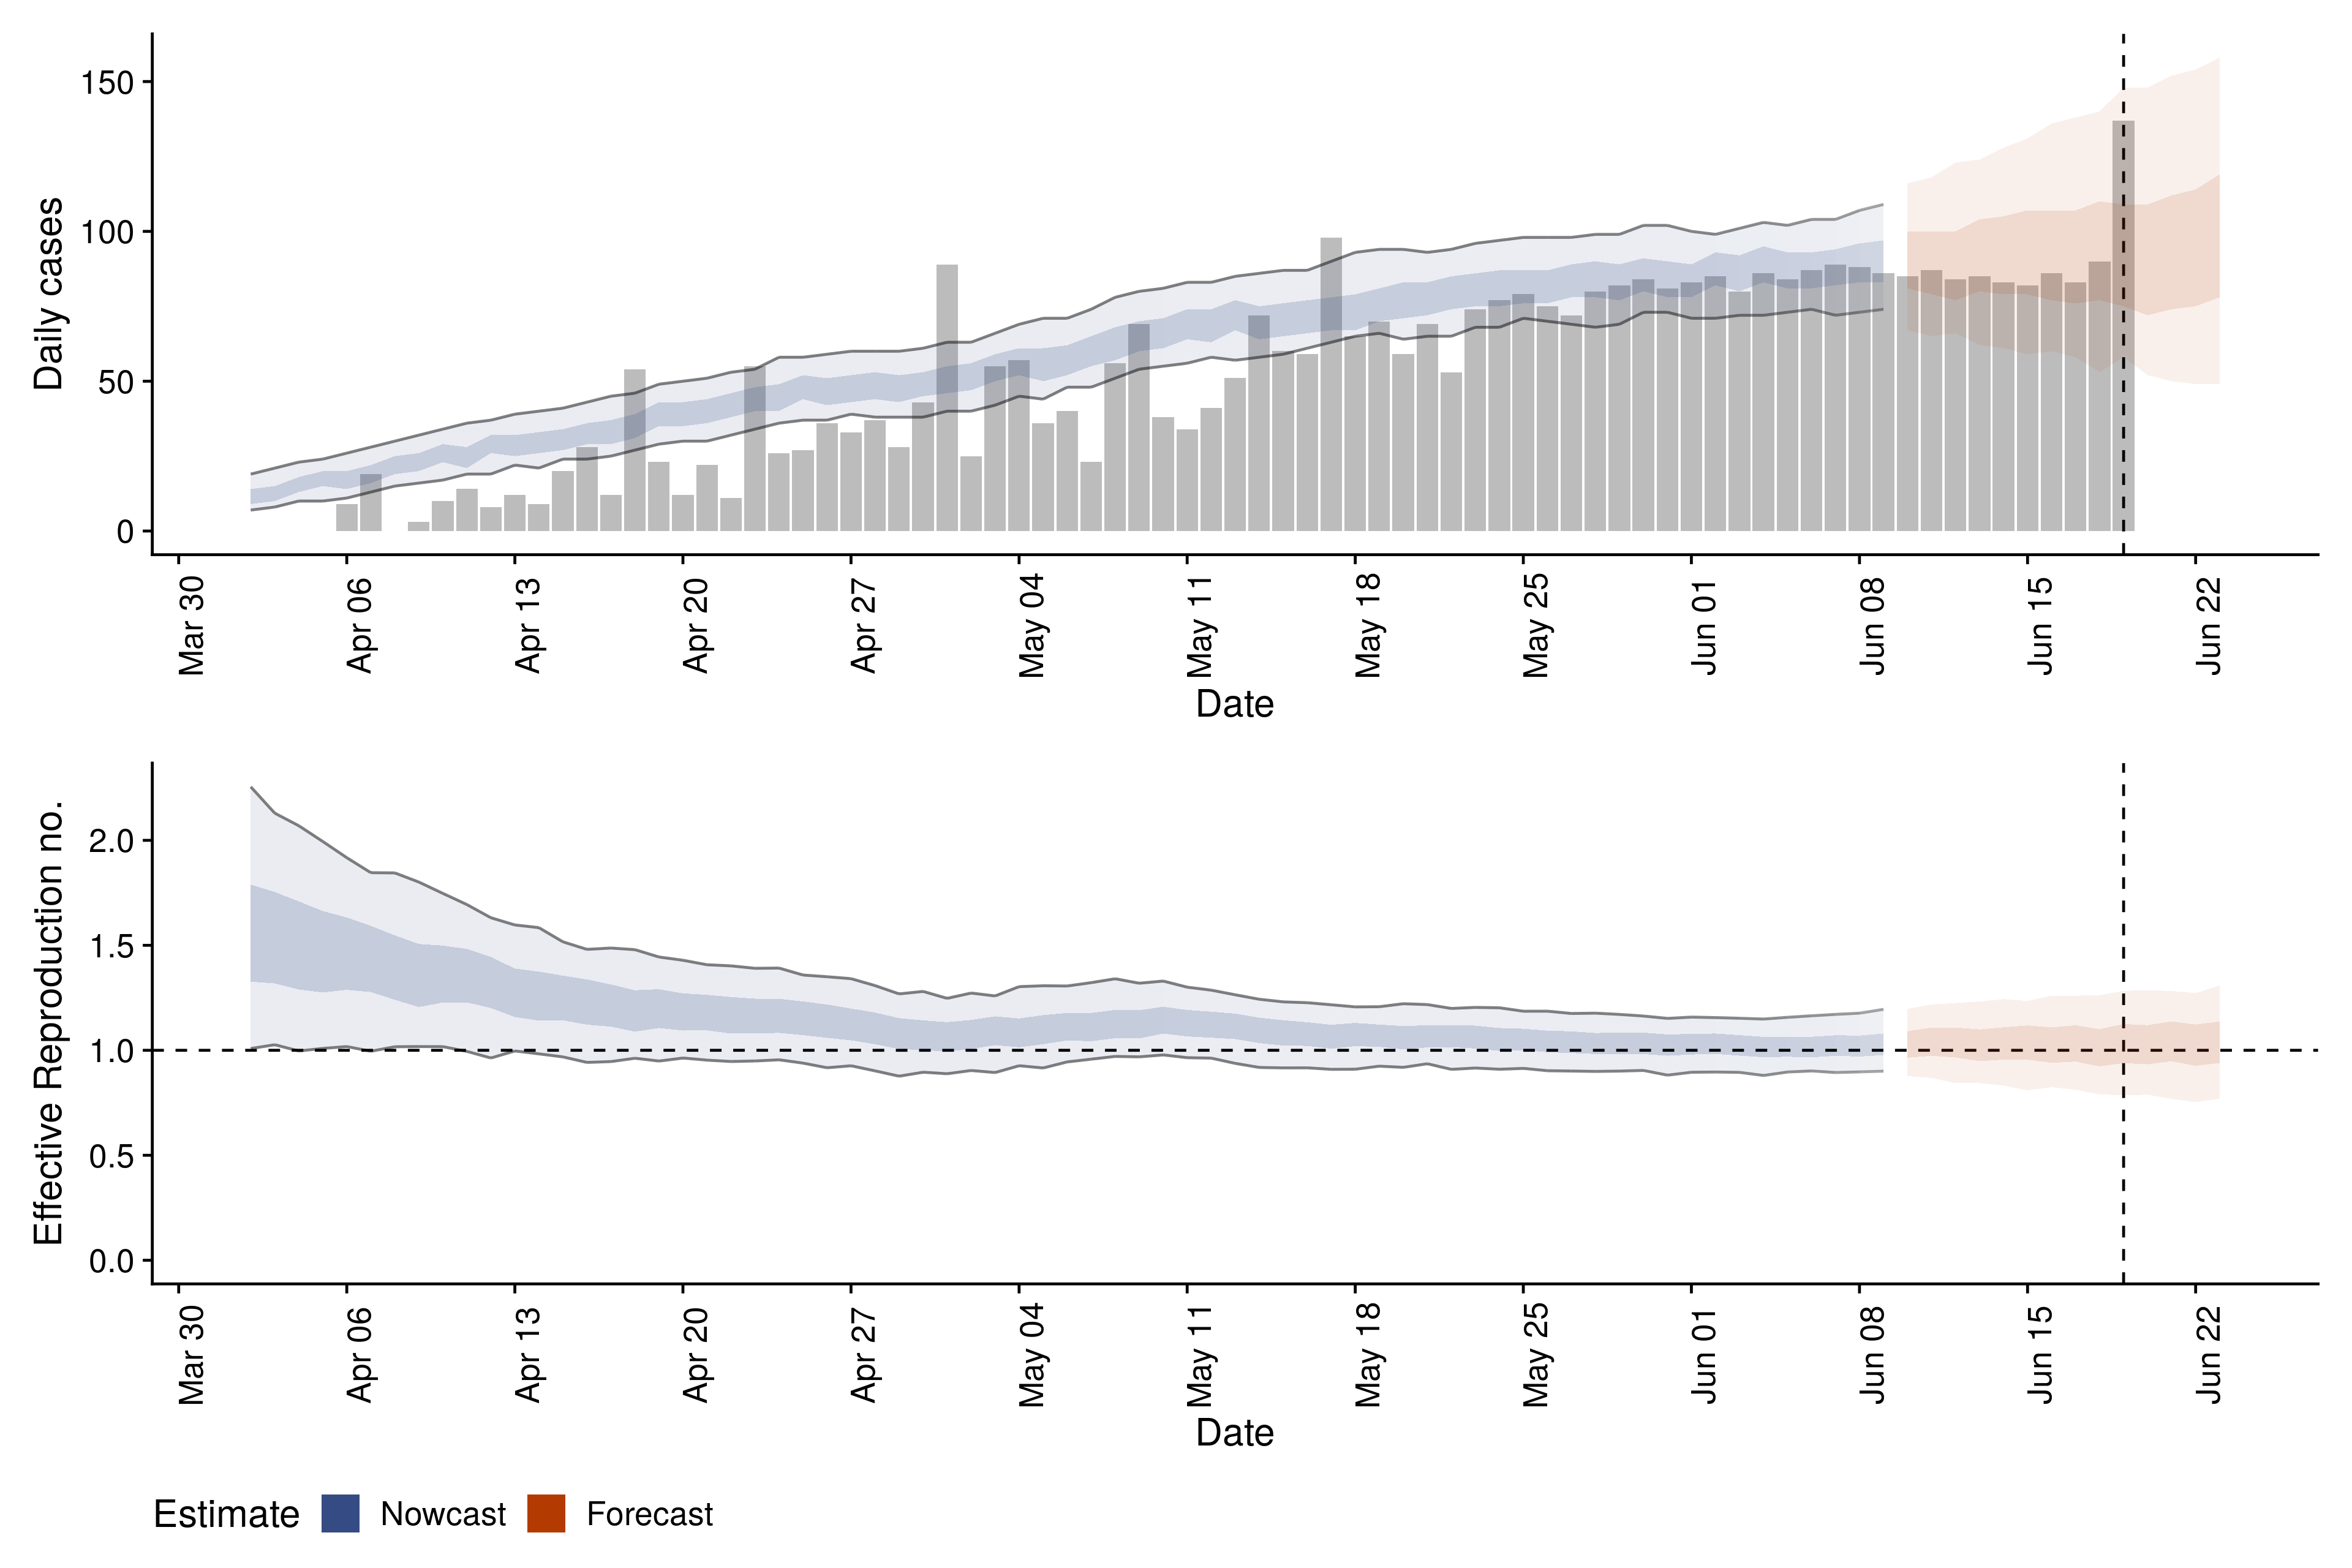 Daily cases
150
100
50
0
Mar 30
Apr 06
Apr 13
Apr 20
Apr 27
May 04
May 11
May 18
May 25
Jun 01
Jun 08
Jun 15
Jun 22
Date
Effective Reproduction no.
2.0
1.5
1.0
0.5
0.0
Mar 30
Apr 06
Apr 13
Apr 20
Apr 27
May 04
May 11
May 18
May 25
Jun 01
Jun 08
Jun 15
Jun 22
Date
Estimate Nowcast Forecast